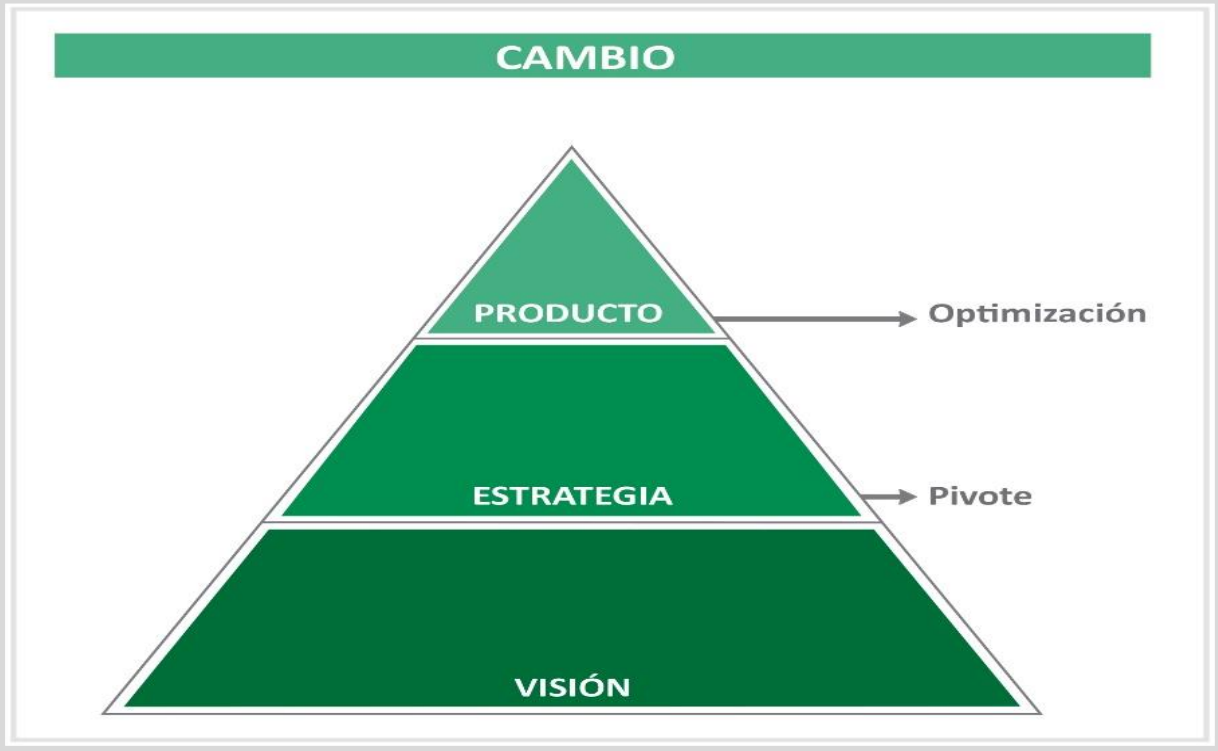 CAMBIO
PRODUCTO
Optimización
ESTRATEGIA
Pivote
VISIÓN